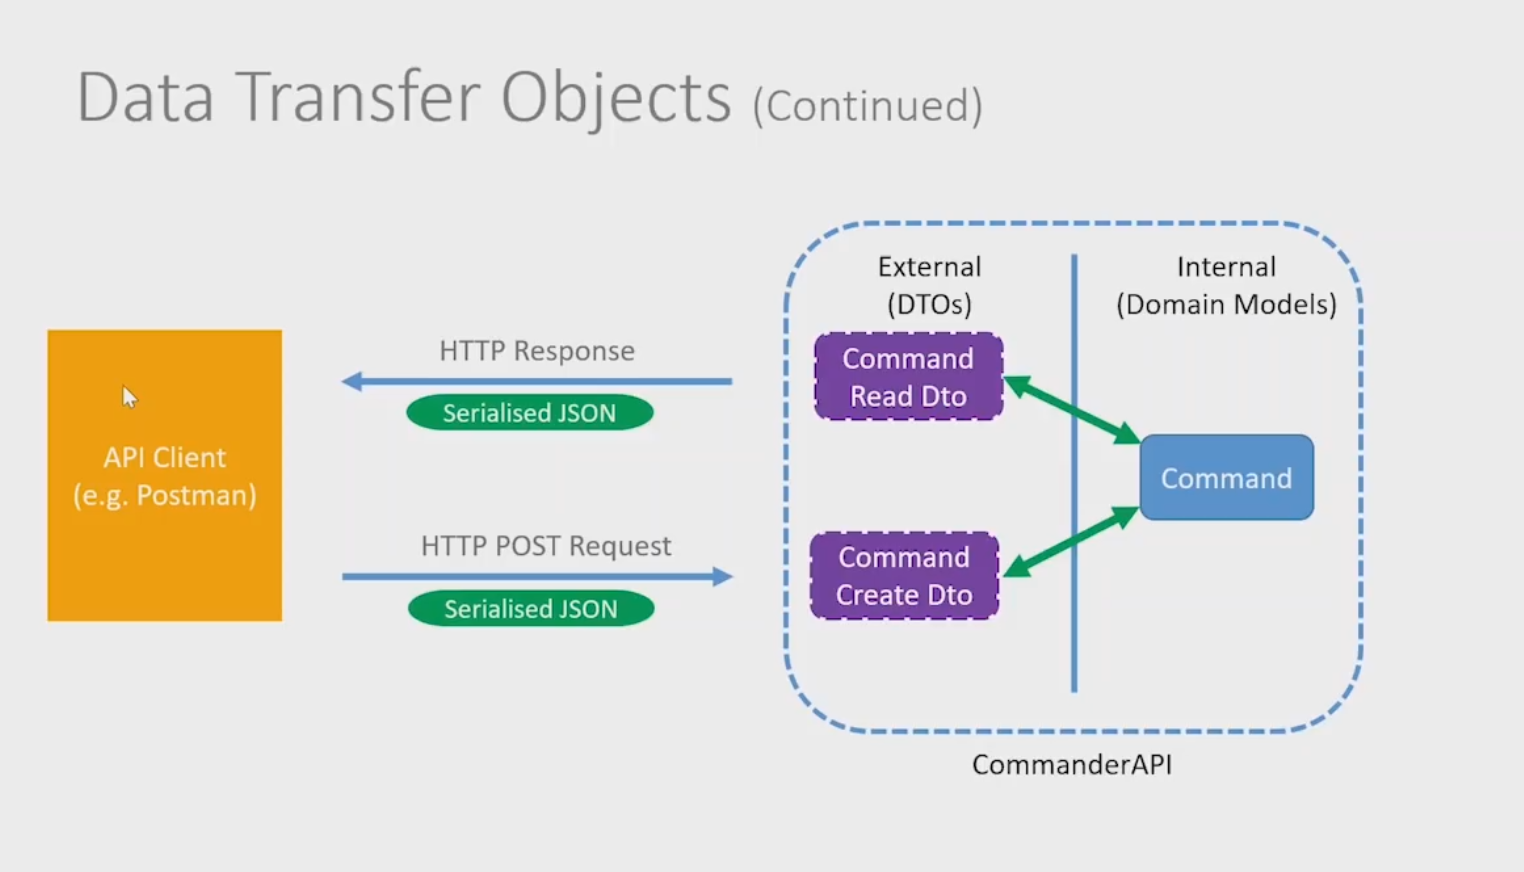 Data Transfer Objects (Continued)
API Client
(e.g. Postman)
HTTP Response
Serialised JSON
HTTP POST Request
Serialised JSON
External
(DTOs)
Internal
(Domain Models)
Command
Read Dto
Command
Create Dto
Command
CommanderAPI